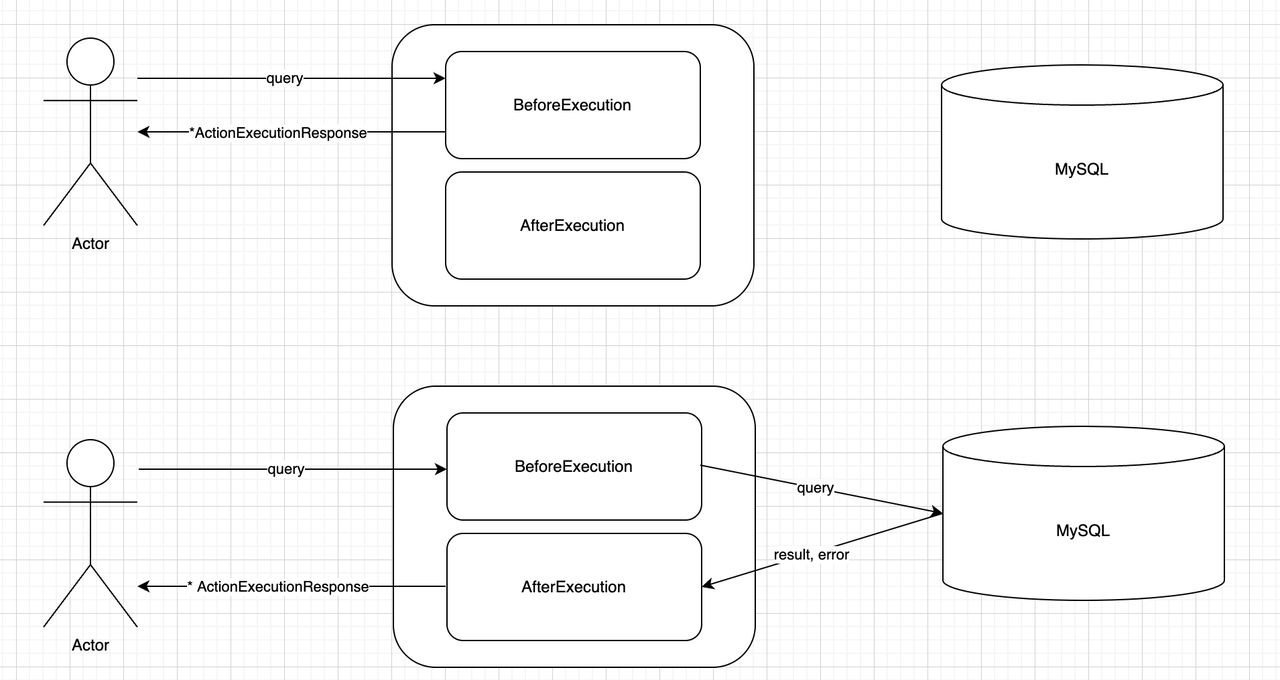 query
BeforeExecution
*ActionExecutionResponse
MySQL
AfterExecution
Actor
query
BeforeExecution
query
MySQL
result, error
* ActionExecutionResponse
AfterExecution
Actor